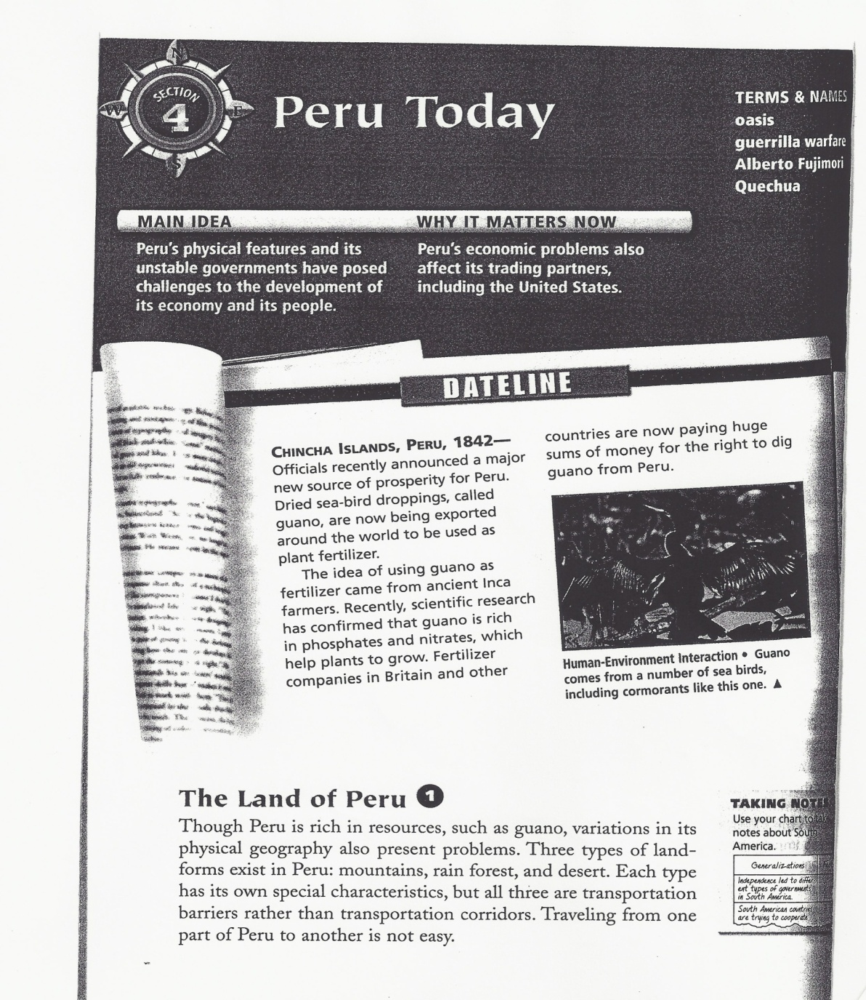 N
SECTION
4
W
E
S
Peru Today
TERMS & NAMES
oasis
guerrilla warfare
Alberto Fujimori
Quechua
MAIN IDEA
Peru's physical features and its
unstable governments have posed
challenges to the development of
its economy and its people.
WHY IT MATTERS NOW
Peru's economic problems also
affect its trading partners,
including the United States.
DATELINE
CHINCHA ISLANDS, PERU, 1842—
Officials recently announced a major
new source of prosperity for Peru.
Dried sea-bird droppings, called
guano, are now being exported
around the world to be used as
plant fertilizer.
The idea of using guano as
fertilizer came from ancient Inca
farmers. Recently, scientific research
has confirmed that guano is rich
in phosphates and nitrates, which
help plants to grow. Fertilizer
companies in Britain and other
countries are now paying huge
sums of money for the right to dig
guano from Peru.
Human-Environment Interaction • Guano
comes from a number of sea birds,
including cormorants like this one. ▲
The Land of Peru 1
Though Peru is rich in resources, such as guano, variations in its
physical geography also present problems. Three types of land-
forms exist in Peru: mountains, rain forest, and desert. Each type
has its own special characteristics, but all three are transportation
barriers rather than transportation corridors. Traveling from one
part of Peru to another is not easy.
TAKING NOTES
Use your chart to take
notes about South
America.
Generalizations
Independence led to differ-
ent types of governments
in South America.
South American countries
are trying to cooperate